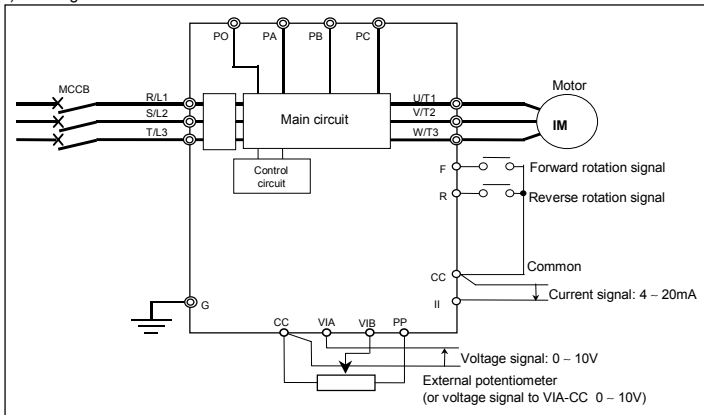 PO PA PB PC
MCCB
Motor
R/L1 U/T1
S/L2 V/T2
Main circuit
IM
T/L3 W/T3
Control
circuit
F Forward rotation signal
R Reverse rotation signal
Common
CC
Current signal: 4 ~ 20mA
II
G
CC VIA VIB PP
Voltage signal: 0 ~ 10V
External potentiometer
(or voltage signal to VIA-CC 0 ~ 10V)